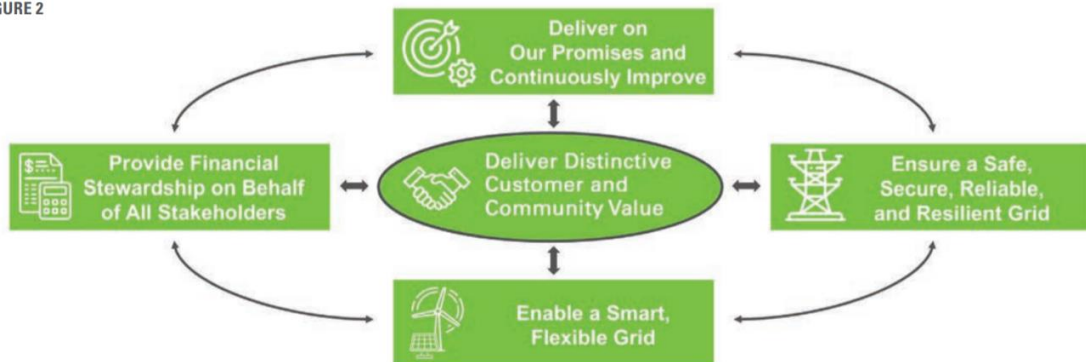 GURE 2
Deliver on
Our Promises and
Continuously Improve
Provide Financial
Stewardship on Behalf
of All Stakeholders
Deliver Distinctive
Customer and
Community Value
Ensure a Safe,
Secure, Reliable,
and Resilient Grid
Enable a Smart,
Flexible Grid